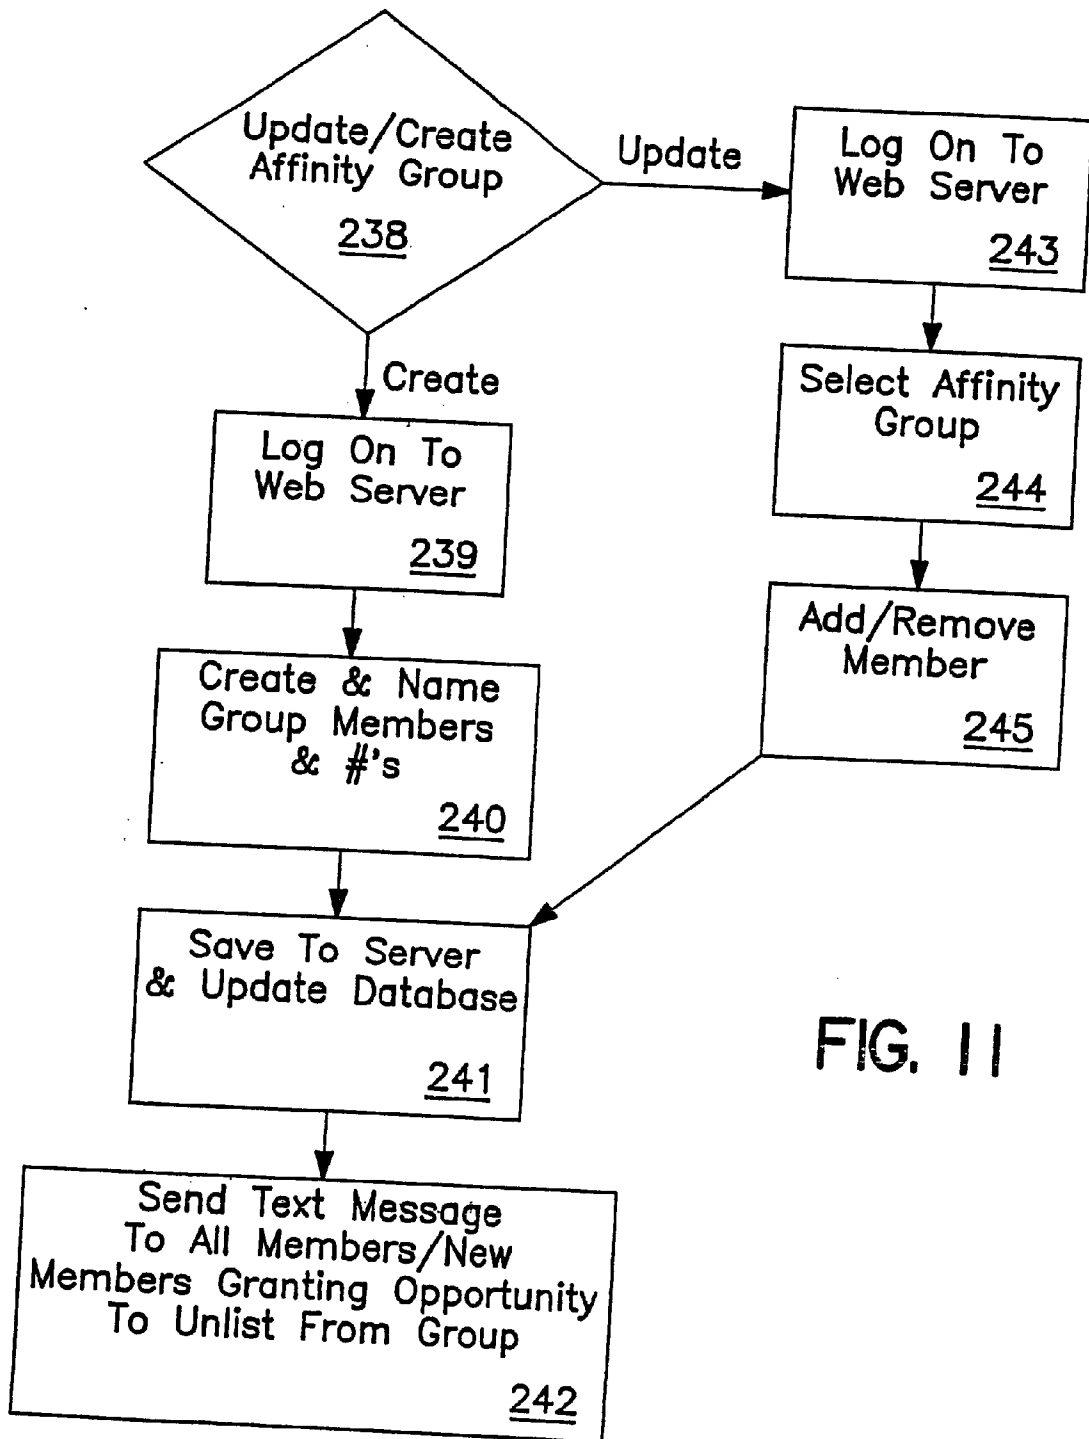 Update/Create
Affinity Group
238
Update
Log On To
Web Server
243
Create
Select Affinity
Group
244
Log On To
Web Server
239
Add/Remove
Member
245
Create & Name
Group Members
& #'s
240
Save To Server
& Update Database
241
FIG. 11
Send Text Message
To All Members/New
Members Granting Opportunity
To Unlist From Group
242